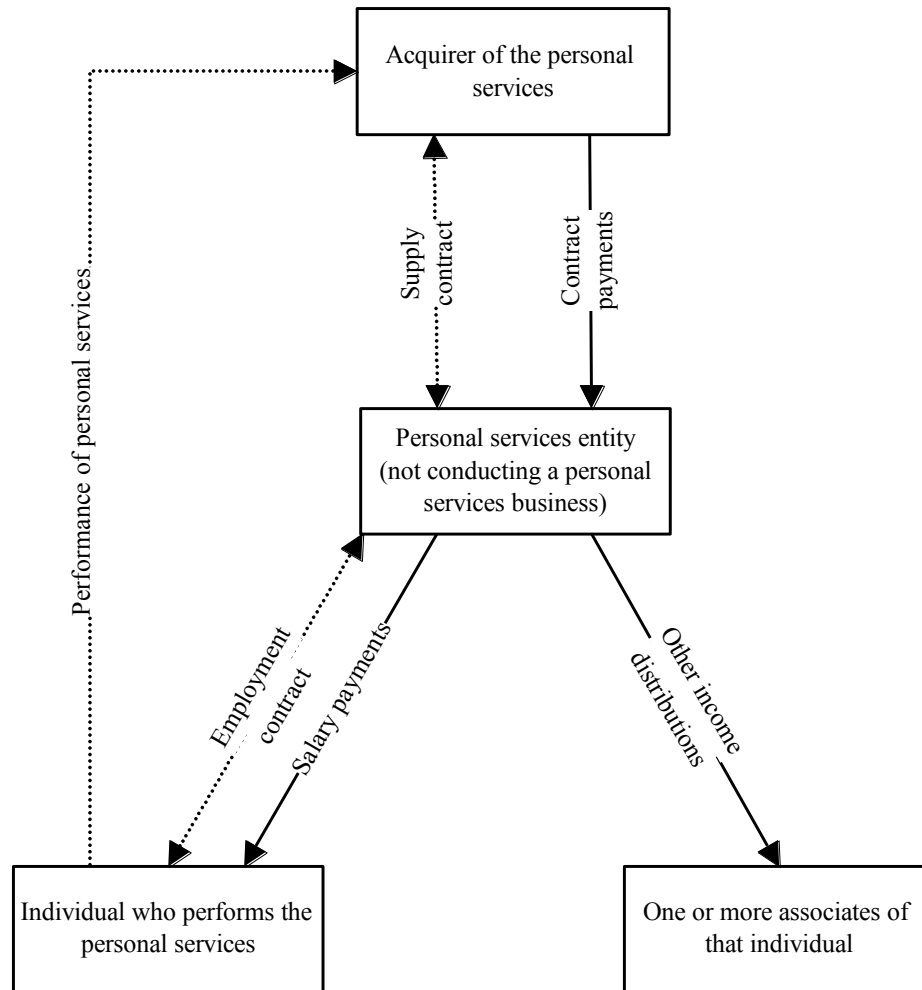 Acquirer of the personal
services
Performance of personal services
Supply
contract
Contract
payments
Personal services entity
(not conducting a personal
services business)
Employment
contract
Salary payments
Other income
distributions
Individual who performs the
personal services
One or more associates of
that individual